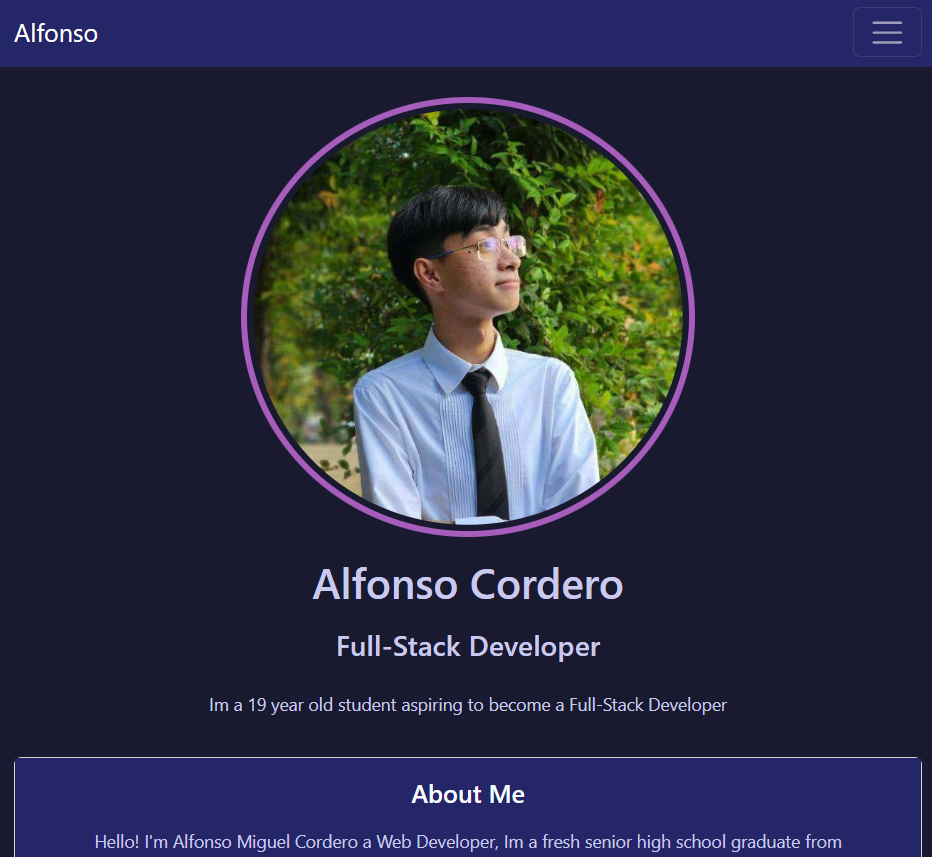 Alfonso
Alfonso Cordero
Full-Stack Developer
Im a 19 year old student aspiring to become a Full-Stack Developer
About Me
Hello! I'm Alfonso Miguel Cordero a Web Developer, Im a fresh senior high school graduate from